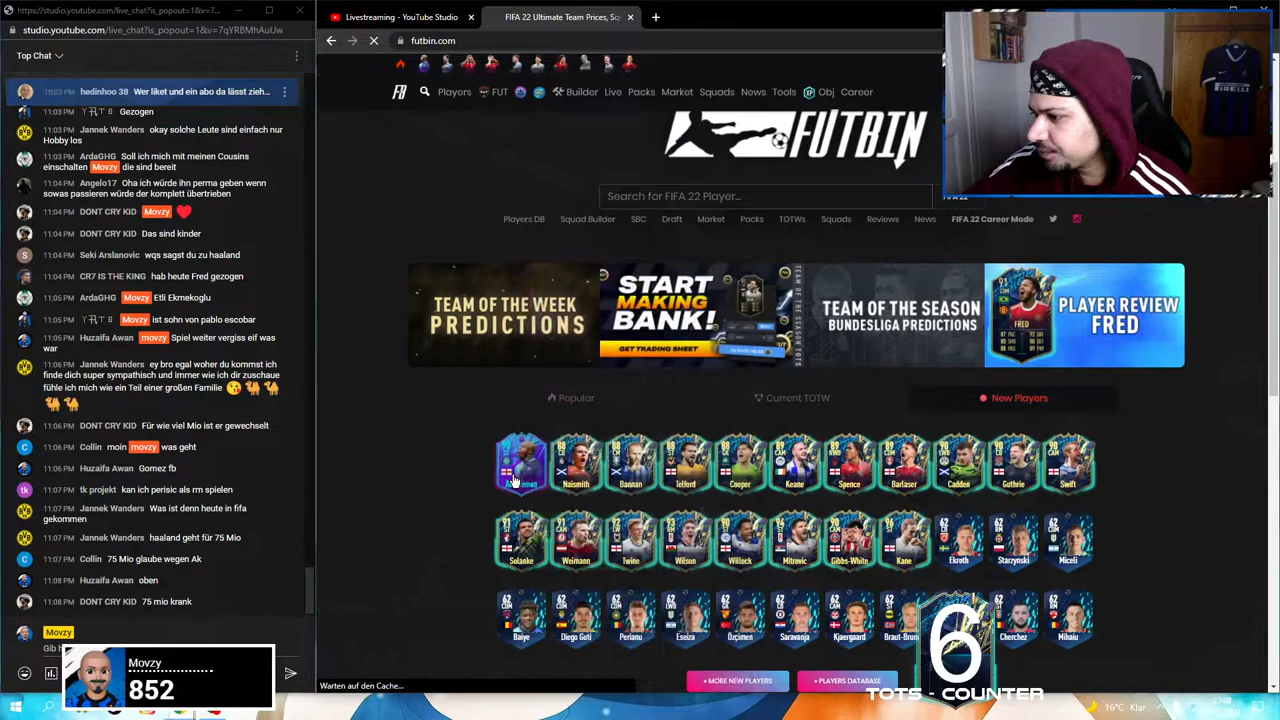 https://studio.youtube.com/live_chat?is_popout=1&v=7...
studio.youtube.com/live_chat?is_popout=1&v=7qYRBMhAuUw
Top Chat
10:03 PM hedinhoo 38 Wer liket und ein abo da lässt zieh...
Gezogen
11:03 PM Jannek Wanders okay solche Leute sind einfach nur
Hobby los
11:03 PM ArdaGHG Soll ich mich mit meinen Cousins
einschalten Movzy die sind bereit
11:04 PM Angelo17 Oha ich würde ihn perma geben wenn
sowas passieren würde der komplett übertrieben
11:04 PM DONT CRY KID Movzy ❤️
11:04 PM DONT CRY KID Das sind kinder
11:04 PM Seki Arslanovic wqs sagst du zu haaland
11:04 PM CR7 IS THE KING hab heute Fred gezogen
11:05 PM ArdaGHG Movzy Etli Ekmekoglu
11:05 PM Movzy ist sohn von pablo escobar
11:05 PM Huzaifa Awan movzy Spiel weiter vergiss eif was
war
11:06 PM Jannek Wanders ey bro egal woher du kommst ich
finde dich super sympathisch und immer wie ich dir zuschaue
fühle ich mich wie ein Teil einer großen Familie 😘🐫🐫
🐫🐫
11:06 PM DONT CRY KID Für wie viel Mio ist er gewechselt
11:06 PM Collin moin movzy was geht
11:06 PM Huzaifa Awan Gomez fb
11:07 PM tk projekt kan ich perisic als rm spielen
11:07 PM Jannek Wanders Was ist denn heute in fifa
gekommen
11:07 PM Jannek Wanders haaland geht für 75 Mio
11:07 PM Collin 75 Mio glaube wegen Ak
11:08 PM Huzaifa Awan oben
11:08 PM DONT CRY KID 75 mio krank
Movzy
Movzy
852
Livestreaming - YouTube Studio
FIFA 22 Ultimate Team Prices, Sq
futbin.com
Players FUT Builder Live Packs Market Squads News Tools Obj Career
FUTBIN
Search for FIFA 22 Player...
Players DB Squad Builder SBC Draft Market Packs TOTWs Squads Reviews News FIFA 22 Career Mode
TEAM OF THE WEEK
PREDICTIONS
START
MAKING
BANK!
GET TRADING SHEET
TEAM OF THE SEASON
BUNDESLIGA PREDICTIONS
91
CDM
FRED
PLAYER REVIEW
FRED
Popular Current TOTW New Players
Naismith Bannan Telford Cooper Keane Spence Barlaser Cadden Guthrie Swift
Solanke Weimann Twine Wilson Willock Mitrovic Gibbs-White Kane Ekroth Starzynski Miceli
Baiye Diego Goti Perianu Eseiza Özçimen Saravanja Kjaergaard Braut-Brun Cherchez Mihaiu
+ MORE NEW PLAYERS
+ PLAYERS DATABASE
6
TOTS - COUNTER
Warten auf den Cache...
16°C Klar
PIRELLI